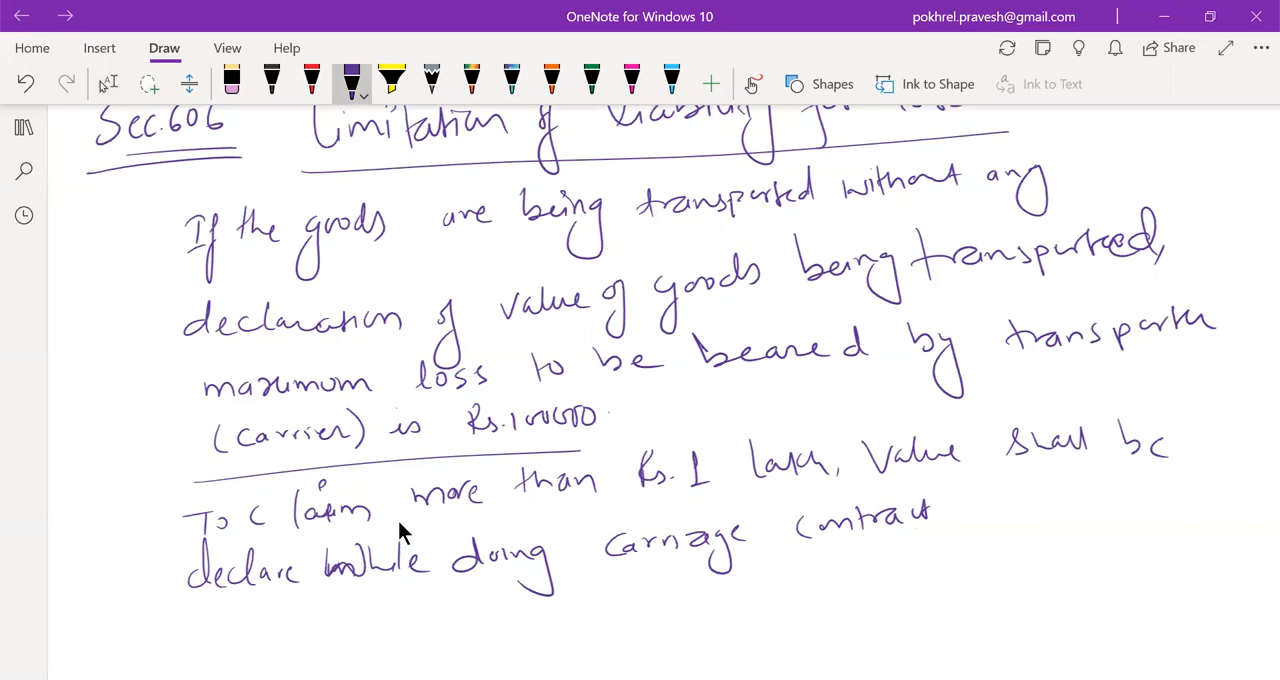 OneNote for Windows 10
pokhrel.pravesh@gmail.com
Home Insert Draw View Help
Share
Shapes Ink to Shape Ink to Text
Sec.606 Limitation of Liability for loss
If the goods are being transported without any
declaration of value of goods being transported,
maximum loss to be beared by transporter
(carrier) is Rs.100000
To claim more than Rs. 1 lakh, Value shall be
declare while doing carriage contract